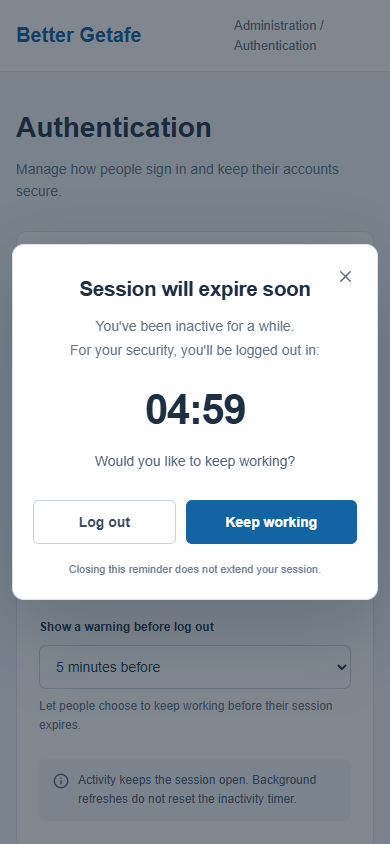 Better Getafe
Administration /
Authentication
Authentication
Manage how people sign in and keep their accounts
secure.
Session will expire soon
You've been inactive for a while.
For your security, you'll be logged out in:
04:59
Would you like to keep working?
Log out
Keep working
Closing this reminder does not extend your session.
Show a warning before log out
5 minutes before
Let people choose to keep working before their session
expires.
Activity keeps the session open. Background
refreshes do not reset the inactivity timer.